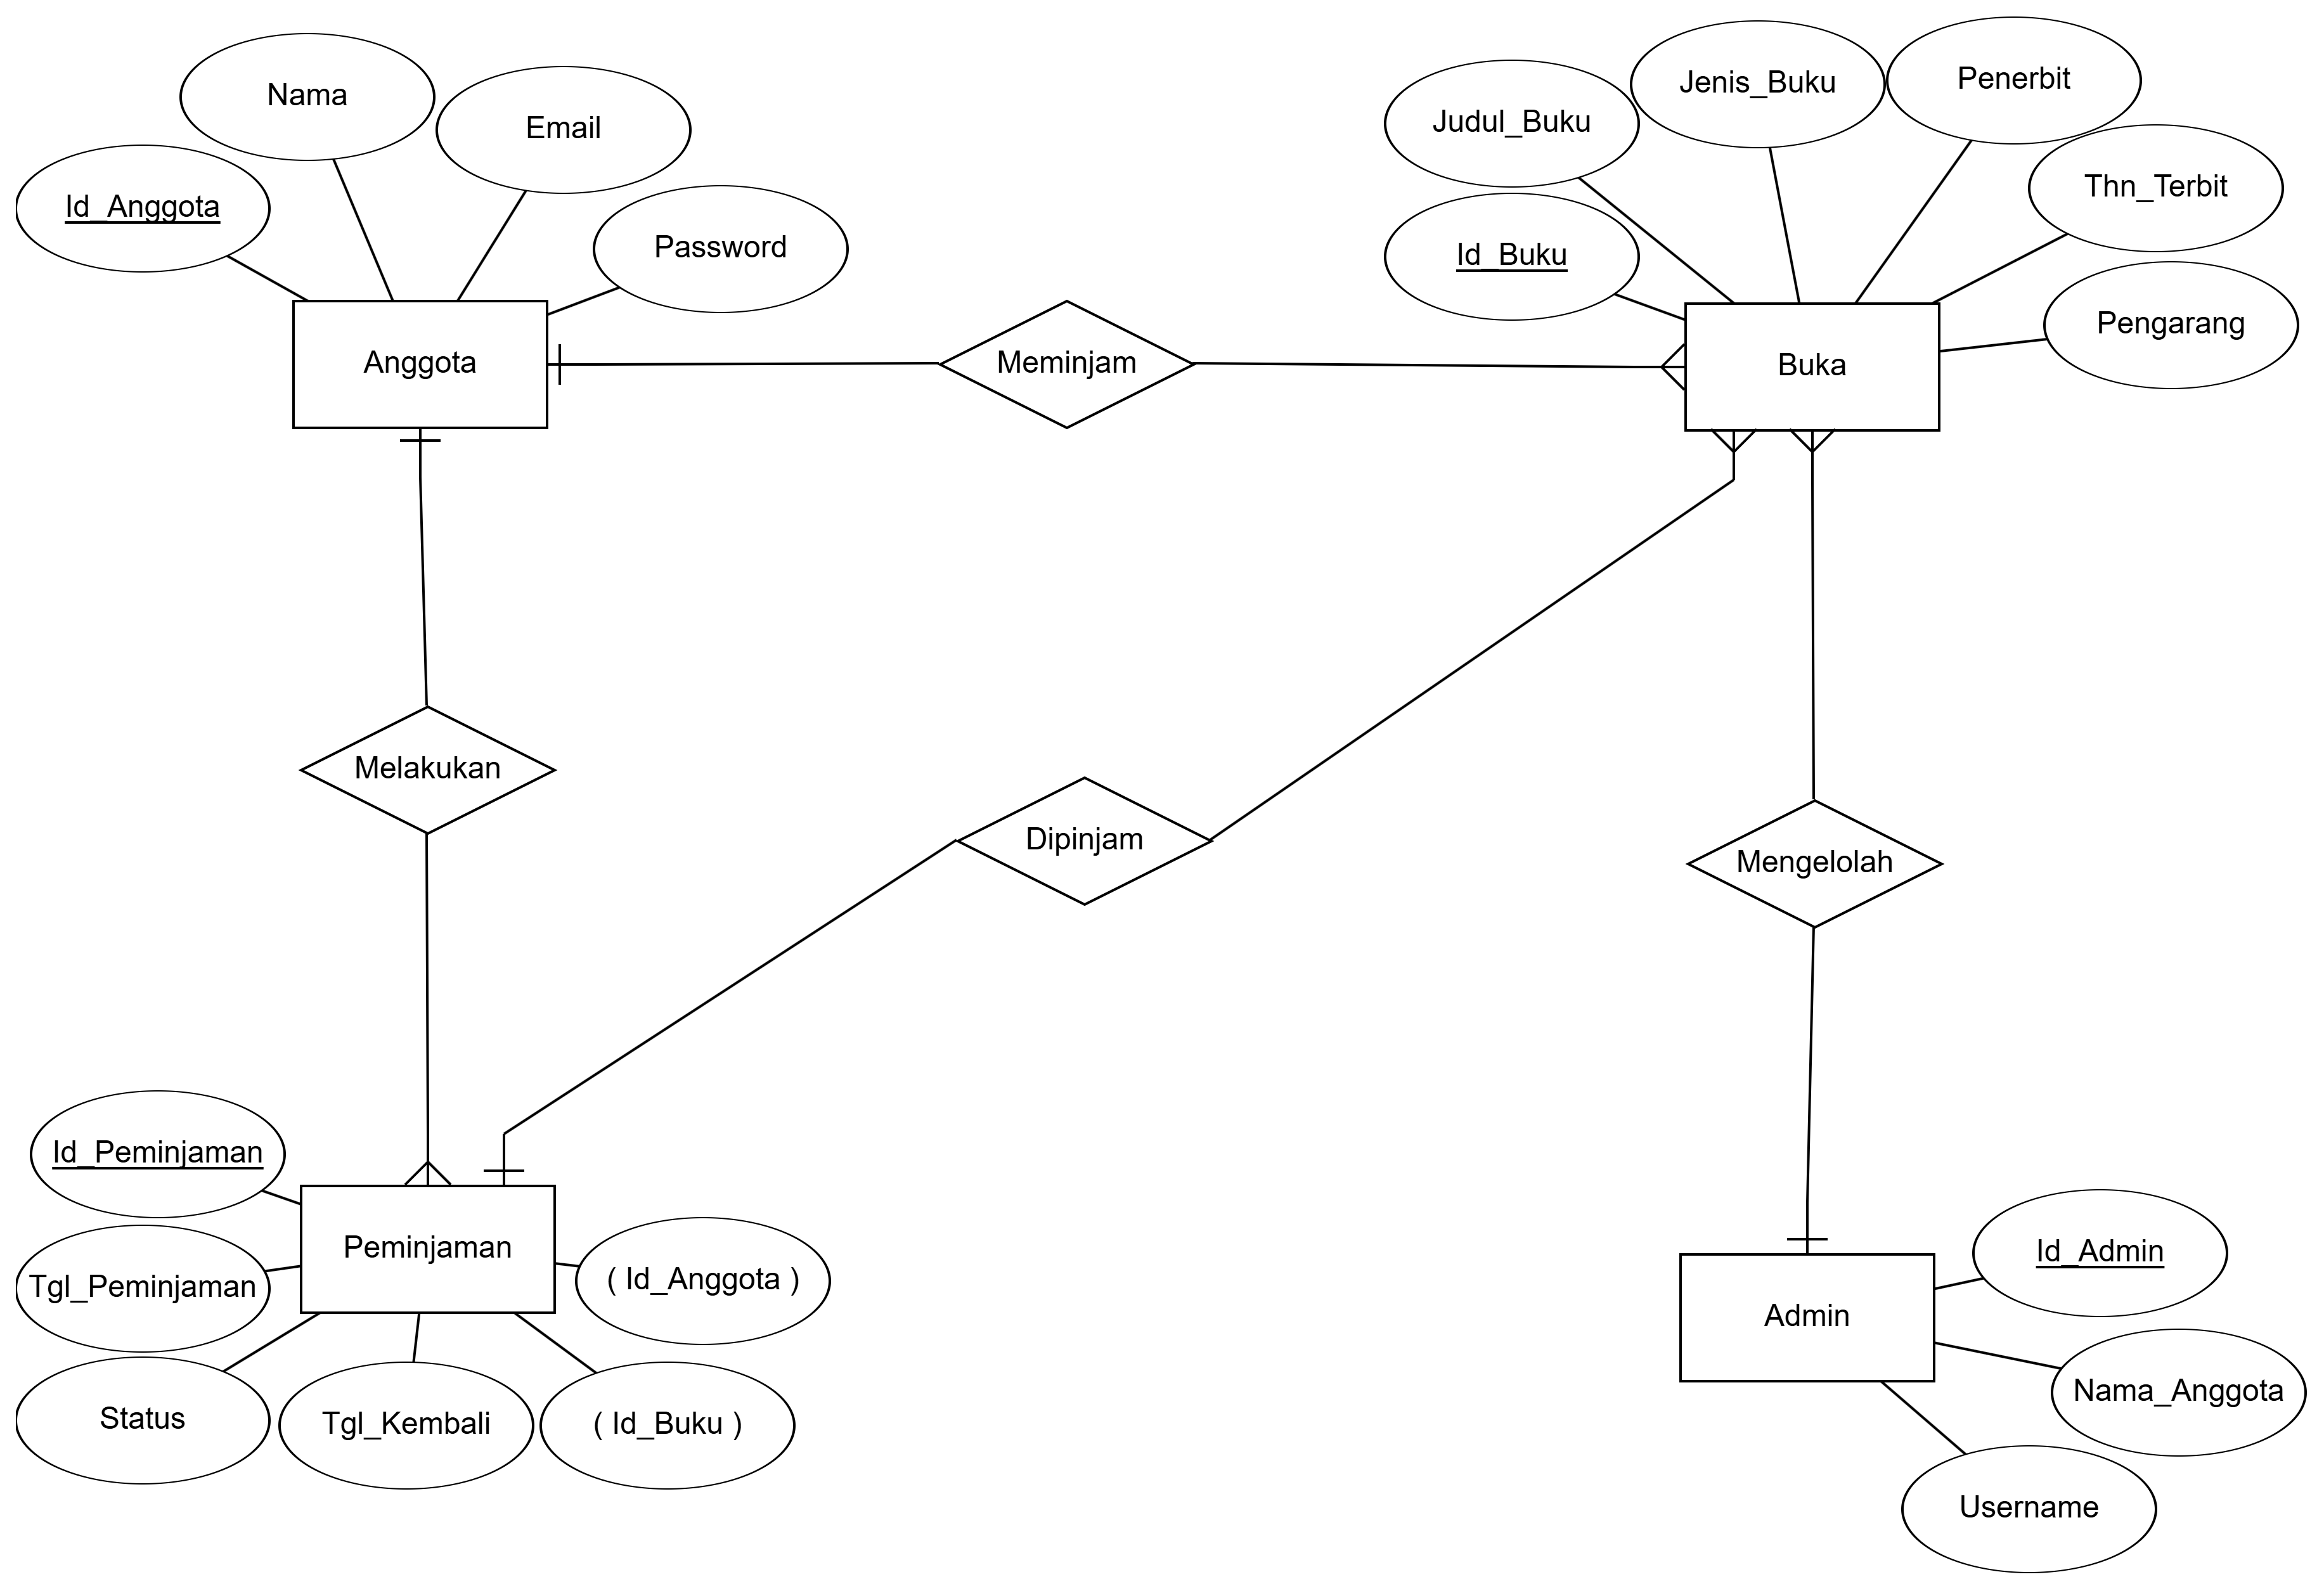 Nama
Email
Id_Anggota
Password
Anggota
Judul_Buku
Jenis_Buku
Penerbit
Thn_Terbit
Id_Buku
Pengarang
Meminjam
Buka
Melakukan
Dipinjam
Mengelolah
Id_Peminjaman
Peminjaman
Tgl_Peminjaman
( Id_Anggota )
Status
Tgl_Kembali
( Id_Buku )
Id_Admin
Admin
Nama_Anggota
Username